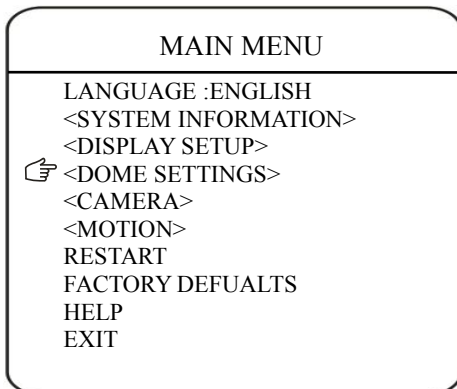 MAIN MENU
LANGUAGE :ENGLISH
<SYSTEM INFORMATION>
<DISPLAY SETUP>
<DOME SETTINGS>
<CAMERA>
<MOTION>
RESTART
FACTORY DEFUALTS
HELP
EXIT